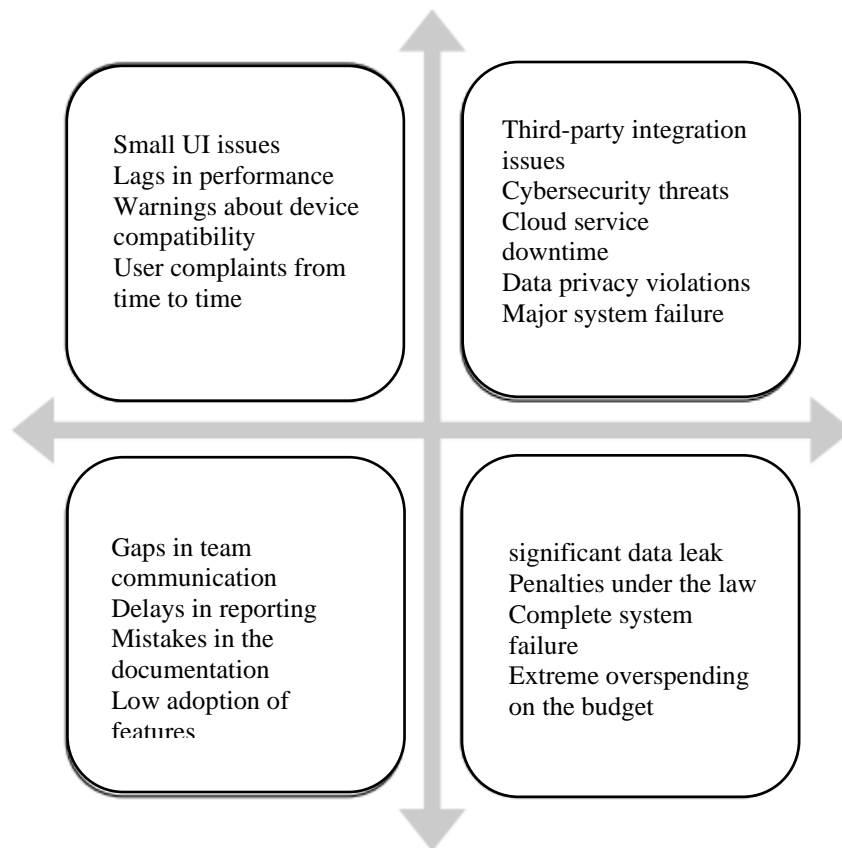 Small UI issues
Lags in performance
Warnings about device
compatibility
User complaints from
time to time
Third-party integration
issues
Cybersecurity threats
Cloud service
downtime
Data privacy violations
Major system failure
Gaps in team
communication
Delays in reporting
Mistakes in the
documentation
Low adoption of
features
significant data leak
Penalties under the law
Complete system
failure
Extreme overspending
on the budget